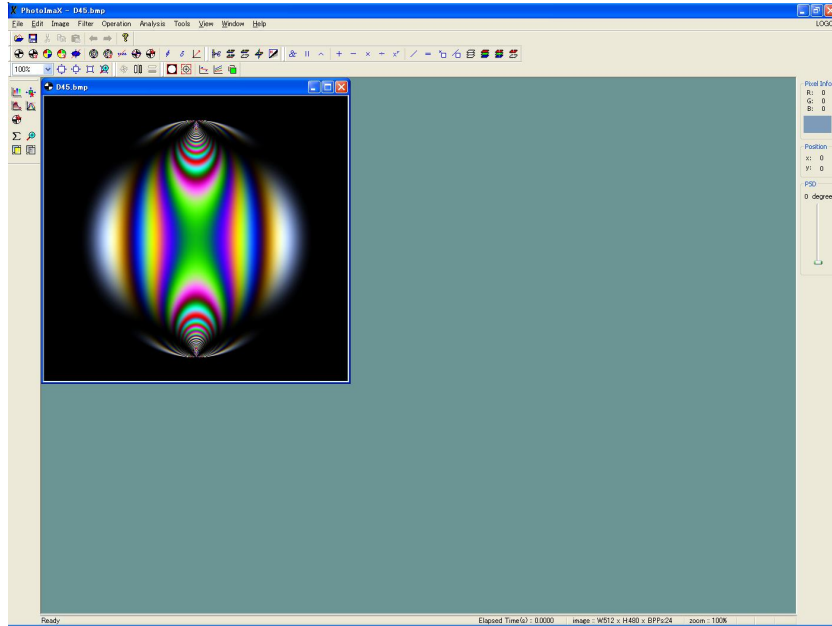 PhotoImaX - D45.bmp
File Edit Image Filter Operation Analysis Tools View Window Help
LOGO
100%
D45.bmp
Pixel Info
R: 0
G: 0
B: 0
Position
x: 0
y: 0
PSD
0 degree
Ready
Elapsed Time(s) : 0.0000
image :: W512 x H480 x BPPs24
zoom :: 100%